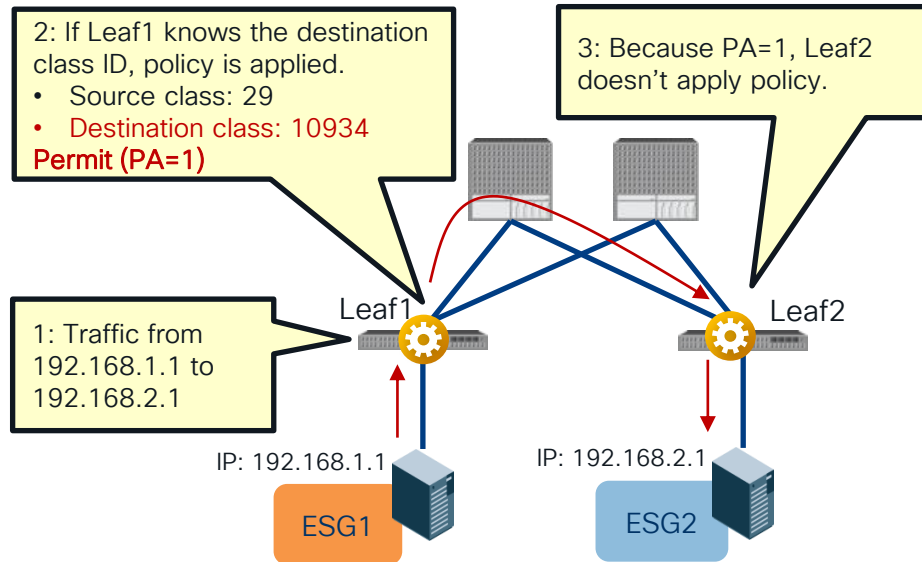 2: If Leaf1 knows the destination
class ID, policy is applied.
• Source class: 29
• Destination class: 10934
Permit (PA=1)
3: Because PA=1, Leaf2
doesn't apply policy.
1: Traffic from
192.168.1.1 to
192.168.2.1
Leaf1
Leaf2
IP: 192.168.1.1
IP: 192.168.2.1
ESG1
ESG2